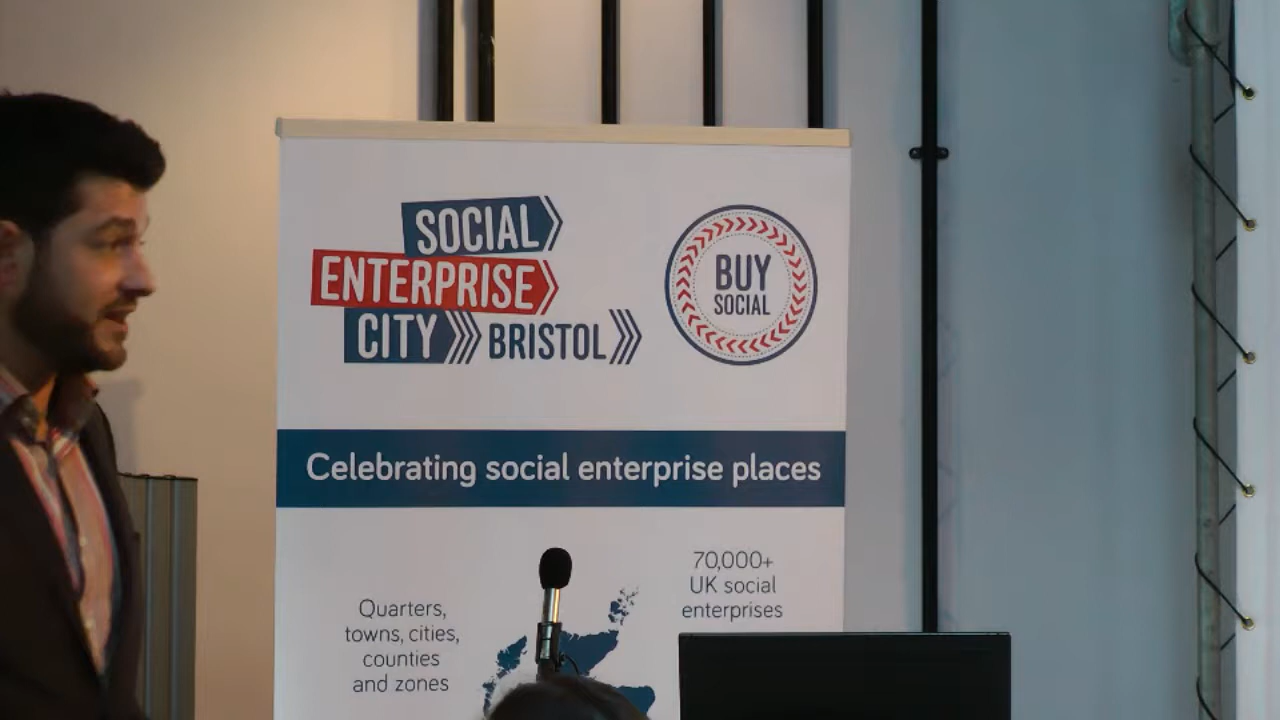 SOCIAL
ENTERPRISE
CITY BRISTOL
BUY
SOCIAL
Celebrating social enterprise places
70,000+
UK social
enterprises
Quarters,
towns, cities,
counties
and zones